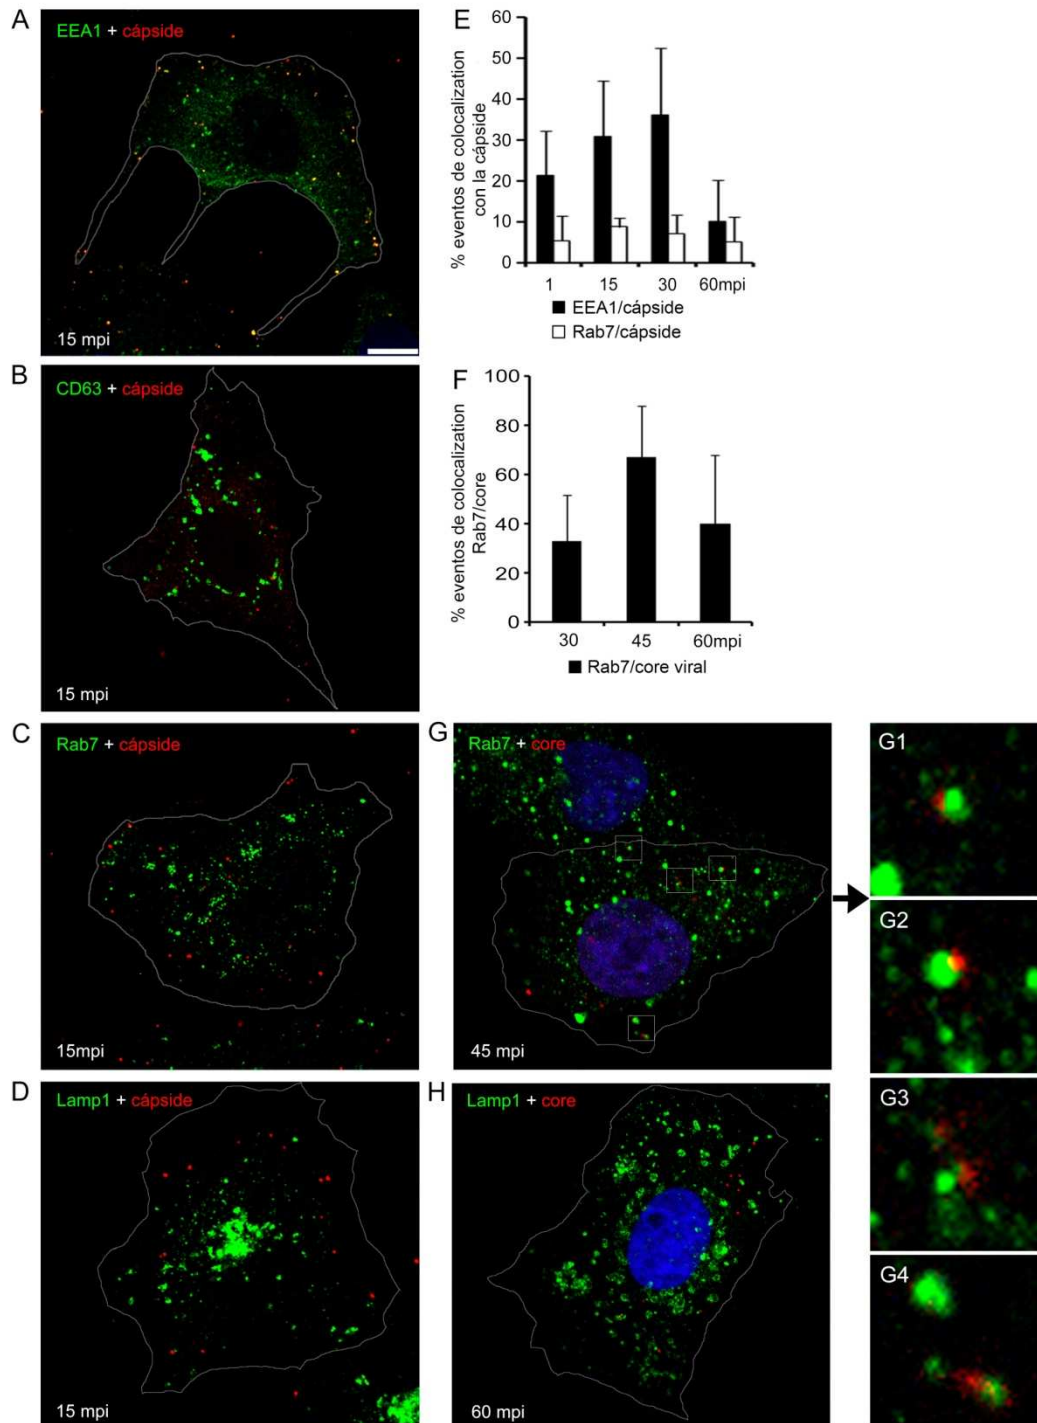 A
EEA1 + cápside
15 mpi
B
CD63 + cápside
15 mpi
C
Rab7 + cápside
15mpi
D
Lamp1 + cápside
15 mpi
E
% eventos de colocalización
con la cápside
60
50
40
30
20
10
0
1 15 30 60mpi
EEA1/cápside
Rab7/cápside
F
% eventos de colocalización
Rab7/core
100
80
60
40
20
0
30 45 60mpi
Rab7/core viral
G
Rab7 + core
45 mpi
G1
G2
G3
G4
H
Lamp1 + core
60 mpi